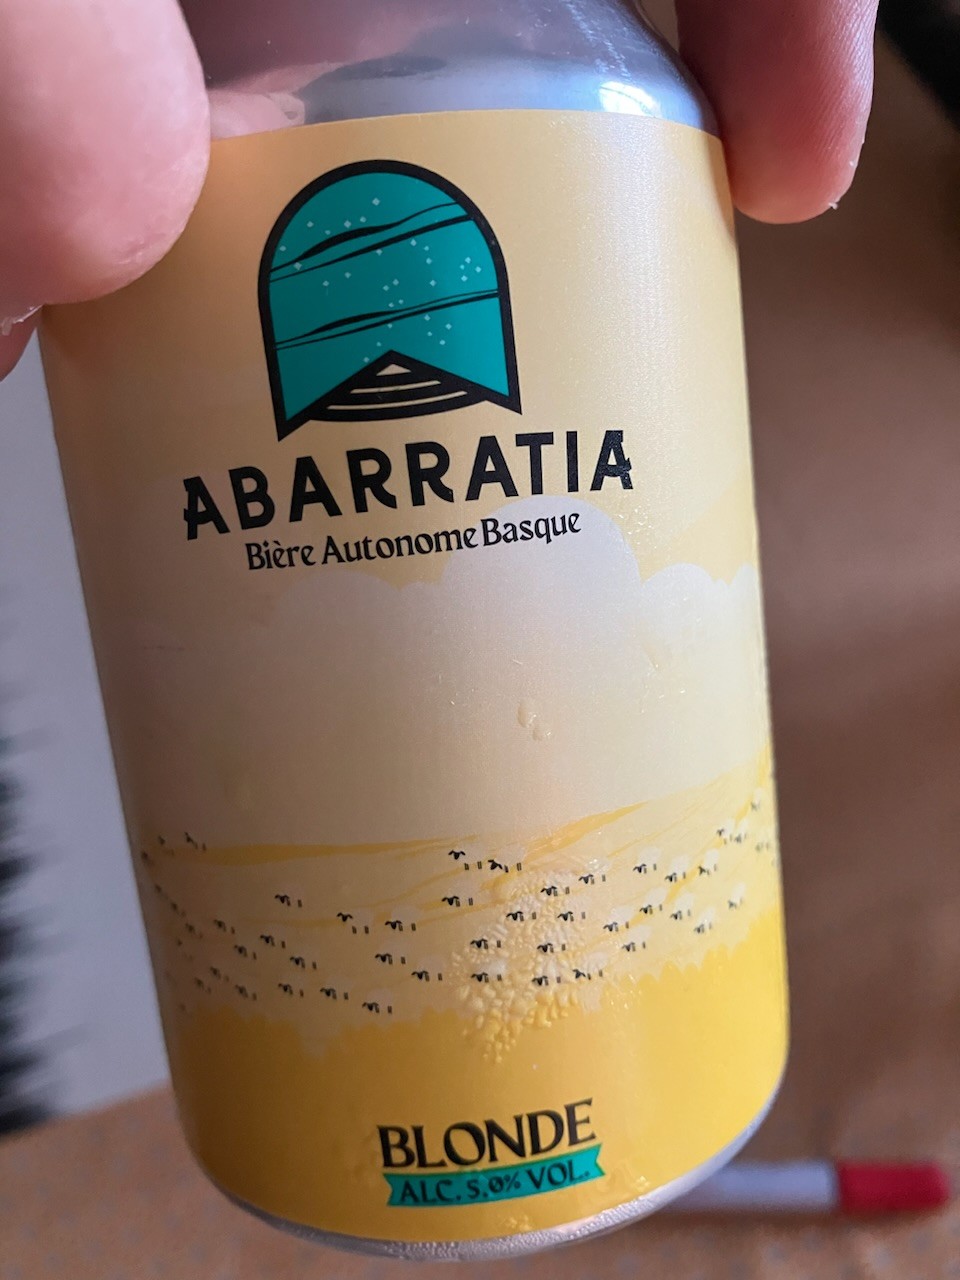 ABARRATIA
Bière Autonome Basque
BLONDE
ALC. 5,0% VOL.